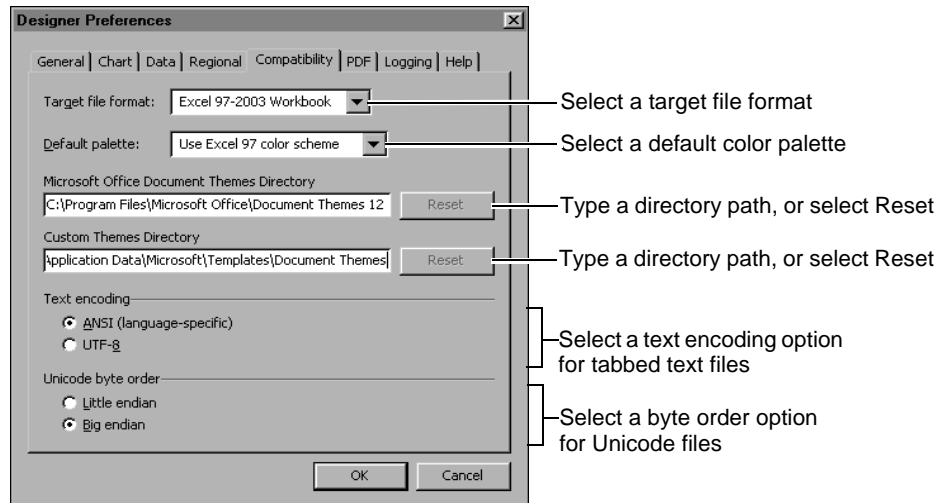 Designer Preferences
General Chart Data Regional Compatibility PDF Logging Help
Target file format: Excel 97-2003 Workbook
Select a target file format
Default palette: Use Excel 97 color scheme
Select a default color palette
Microsoft Office Document Themes Directory
C:\Program Files\Microsoft Office\Document Themes 12 Reset
Type a directory path, or select Reset
Custom Themes Directory
Application Data\Microsoft\Templates\Document Themes Reset
Type a directory path, or select Reset
Text encoding
ANSI (language-specific)
UTF-8
Select a text encoding option
for tabbed text files
Unicode byte order
Little endian
Big endian
Select a byte order option
for Unicode files
OK Cancel